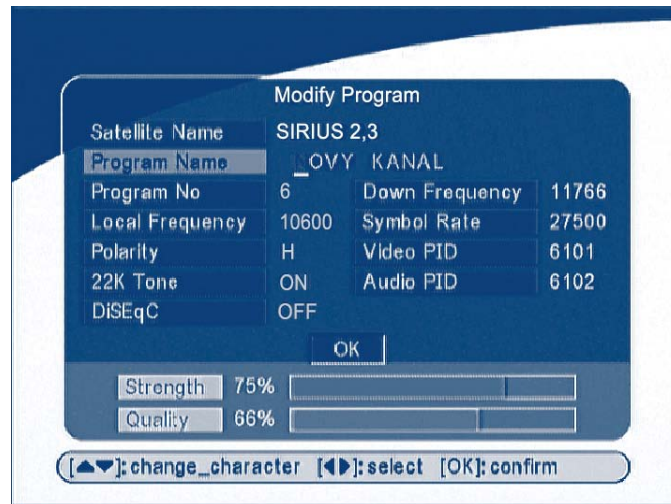 Modify Program
Satellite Name SIRIUS 2,3
Program Name NOVY KANAL
Program No 6 Down Frequency 11766
Local Frequency 10600 Symbol Rate 27500
Polarity H Video PID 6101
22K Tone ON Audio PID 6102
DiSEqC OFF
OK
Strength 75%
Quality 66%
[▲▼]:change_character [◀▶]:select [OK]:confirm